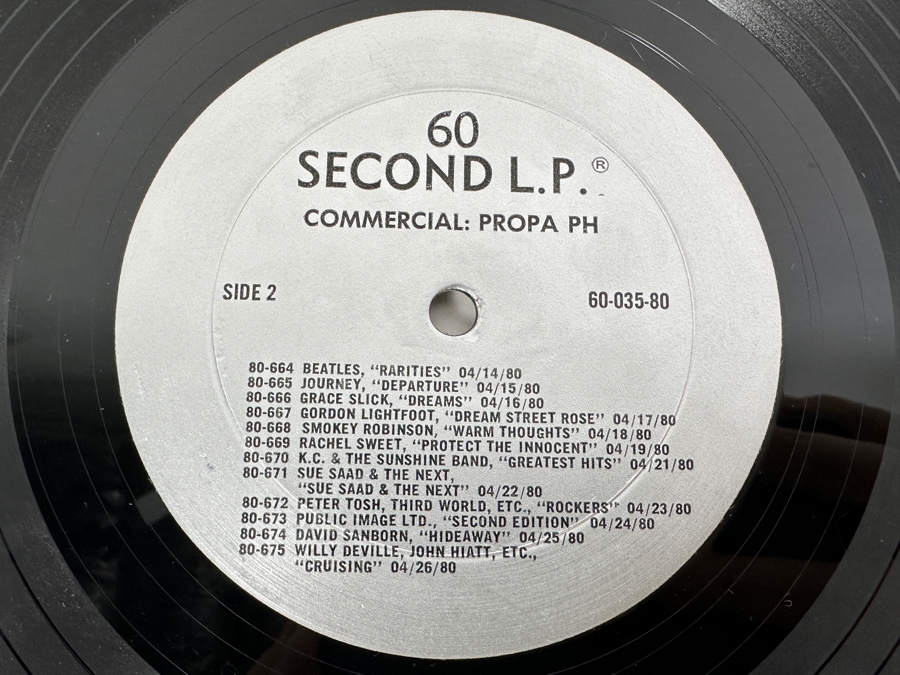 60
SECOND L.P.®
COMMERCIAL: PROPA PH
SIDE 2
60-035-80
80-664 BEATLES, “RARITIES” 04/14/80
80-665 JOURNEY, “DEPARTURE” 04/15/80
80-666 GRACE SLICK, “DREAMS” 04/16/80
80-667 GORDON LIGHTFOOT, “DREAM STREET ROSE” 04/17/80
80-668 SMOKEY ROBINSON, “WARM THOUGHTS” 04/18/80
80-669 RACHEL SWEET, “PROTECT THE INNOCENT” 04/19/80
80-670 K.C. & THE SUNSHINE BAND, “GREATEST HITS” 04/21/80
80-671 SUE SAAD & THE NEXT,
“SUE SAAD & THE NEXT” 04/22/80
80-672 PETER TOSH, THIRD WORLD, ETC., “ROCKERS” 04/23/80
80-673 PUBLIC IMAGE LTD., “SECOND EDITION” 04/24/80
80-674 DAVID SANBORN, “HIDEAWAY” 04/25/80
80-675 WILLY DEVILLE, JOHN HIATT, ETC.,
“CRUISING” 04/26/80